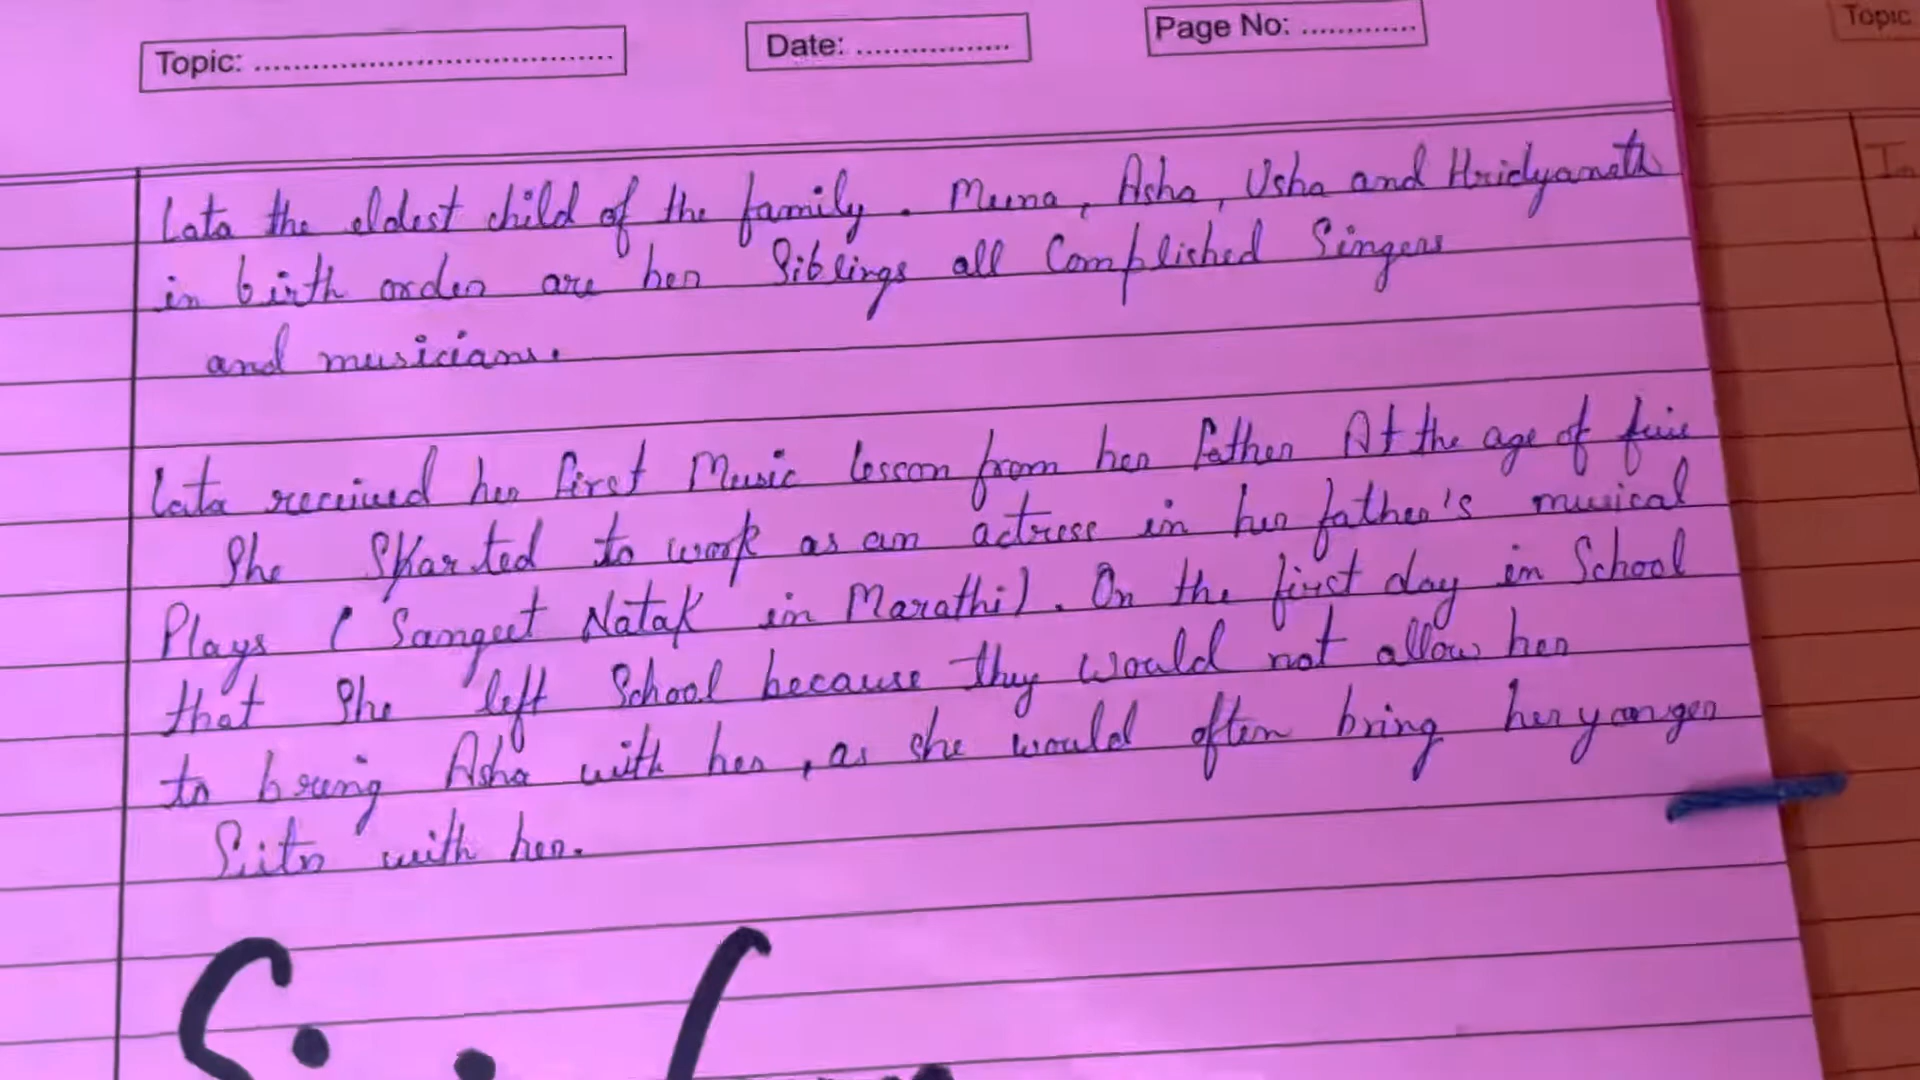 Topic: ....................................
Date: .................
Page No: .............
Topic
Lata the eldest child of the family. Meena, Asha, Usha and Hridyanath
in birth order are her Siblings all Complished Singers
and musicians.
Lata received her first Music lesson from her father At the age of five
She Skarted to work as an actress in her father's musical
Plays (Sangeet Natak in Marathi). On the first day in School
that She left School because they would not allow her
to breing Asha with her, as she would often bring her yonger
with her.